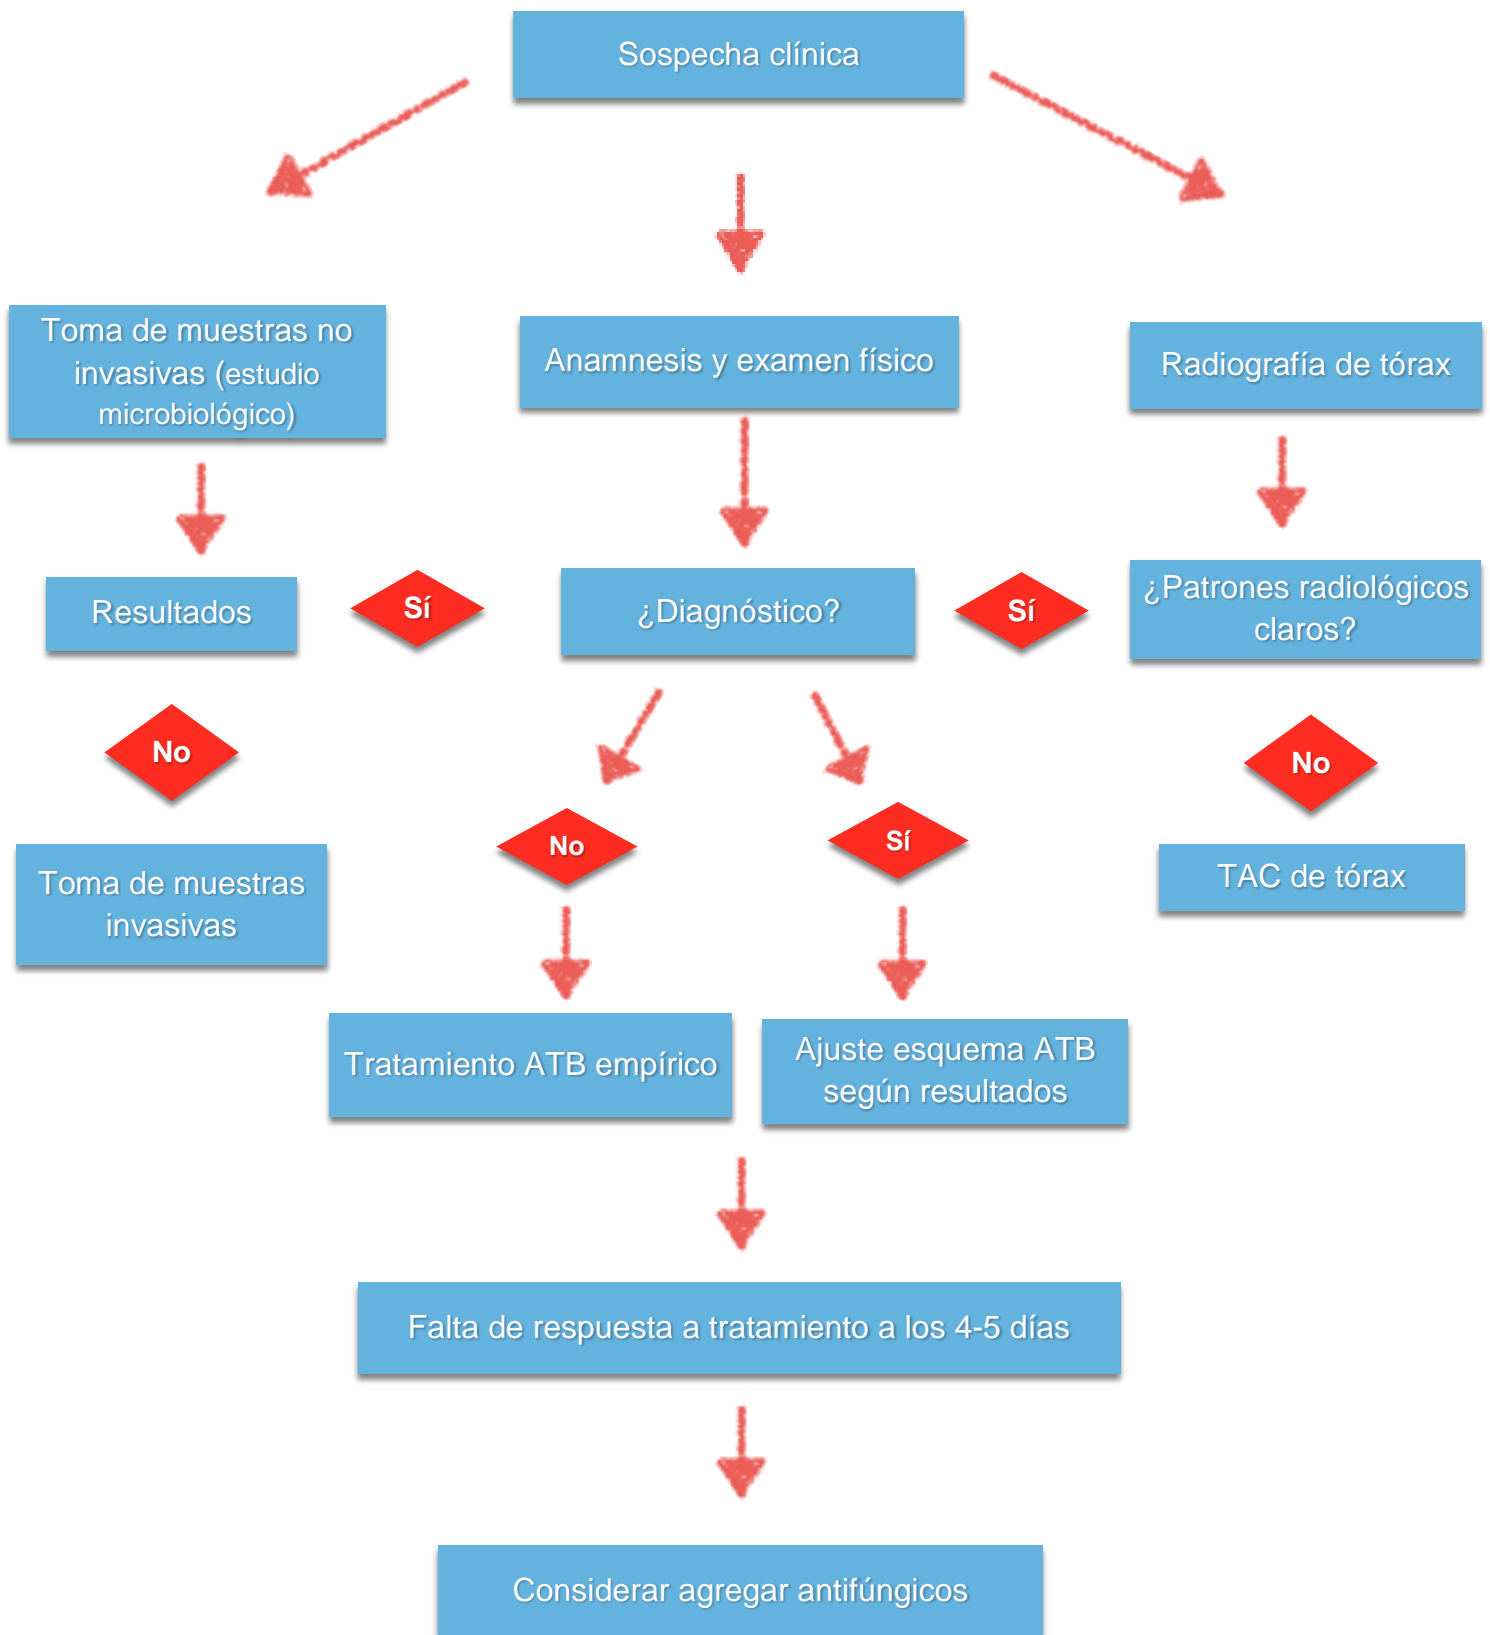 Sospecha clínica
Toma de muestras no
invasivas (estudio
microbiológico)
Anamnesis y examen físico
Radiografía de tórax
Resultados
Sí
¿Diagnóstico?
Sí
¿Patrones radiológicos
claros?
No
No
No
Sí
Toma de muestras
invasivas
TAC de tórax
Tratamiento ATB empírico
Ajuste esquema ATB
según resultados
Falta de respuesta a tratamiento a los 4-5 días
Considerar agregar antifúngicos